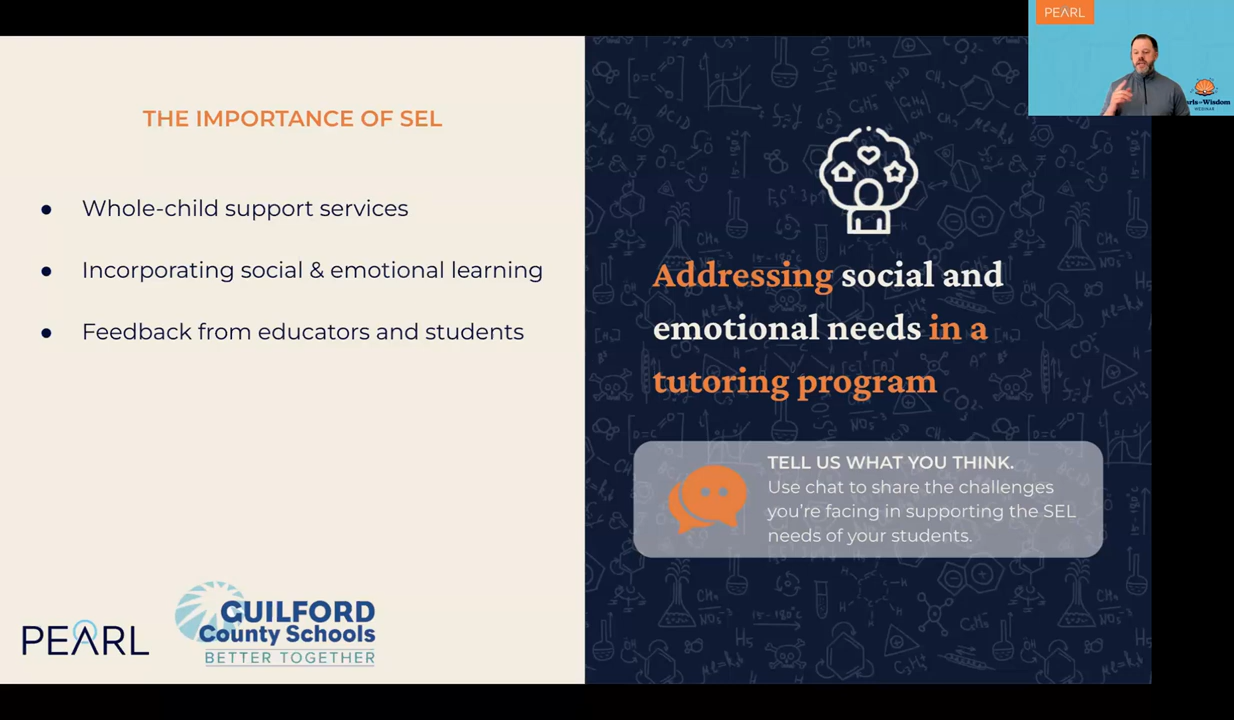 THE IMPORTANCE OF SEL
● Whole-child support services
● Incorporating social & emotional learning
● Feedback from educators and students
PEARL
GUILFORD
County Schools
BETTER TOGETHER
PEARL
WEBINAR
Addressing social and
emotional needs in a
tutoring program
TELL US WHAT YOU THINK.
Use chat to share the challenges
you're facing in supporting the SEL
needs of your students.